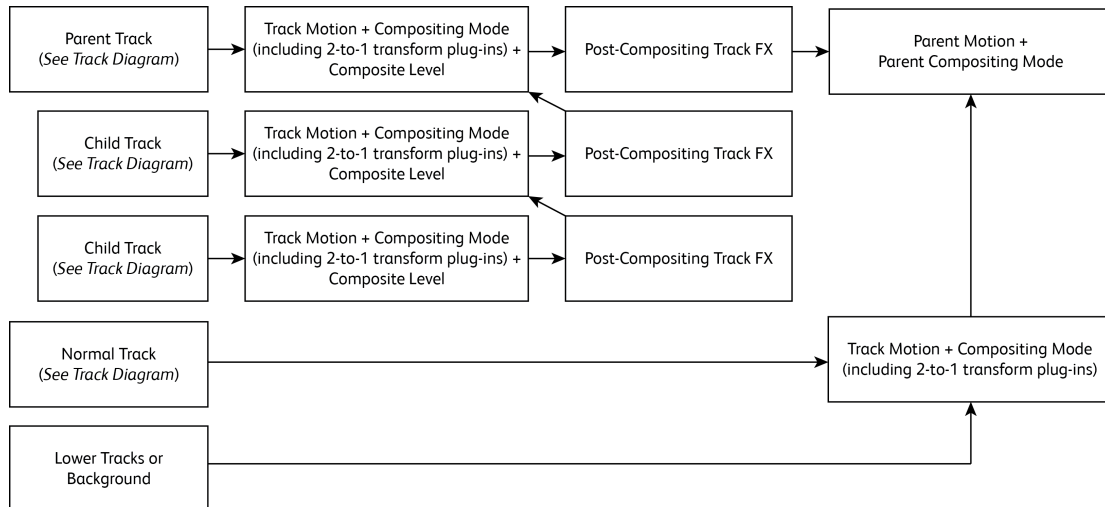 Parent Track
(See Track Diagram)
Track Motion + Compositing Mode
(including 2-to-1 transform plug-ins) +
Composite Level
Post-Compositing Track FX
Parent Motion +
Parent Compositing Mode
Child Track
(See Track Diagram)
Track Motion + Compositing Mode
(including 2-to-1 transform plug-ins) +
Composite Level
Post-Compositing Track FX
Child Track
(See Track Diagram)
Track Motion + Compositing Mode
(including 2-to-1 transform plug-ins) +
Composite Level
Post-Compositing Track FX
Normal Track
(See Track Diagram)
Track Motion + Compositing Mode
(including 2-to-1 transform plug-ins)
Lower Tracks or
Background